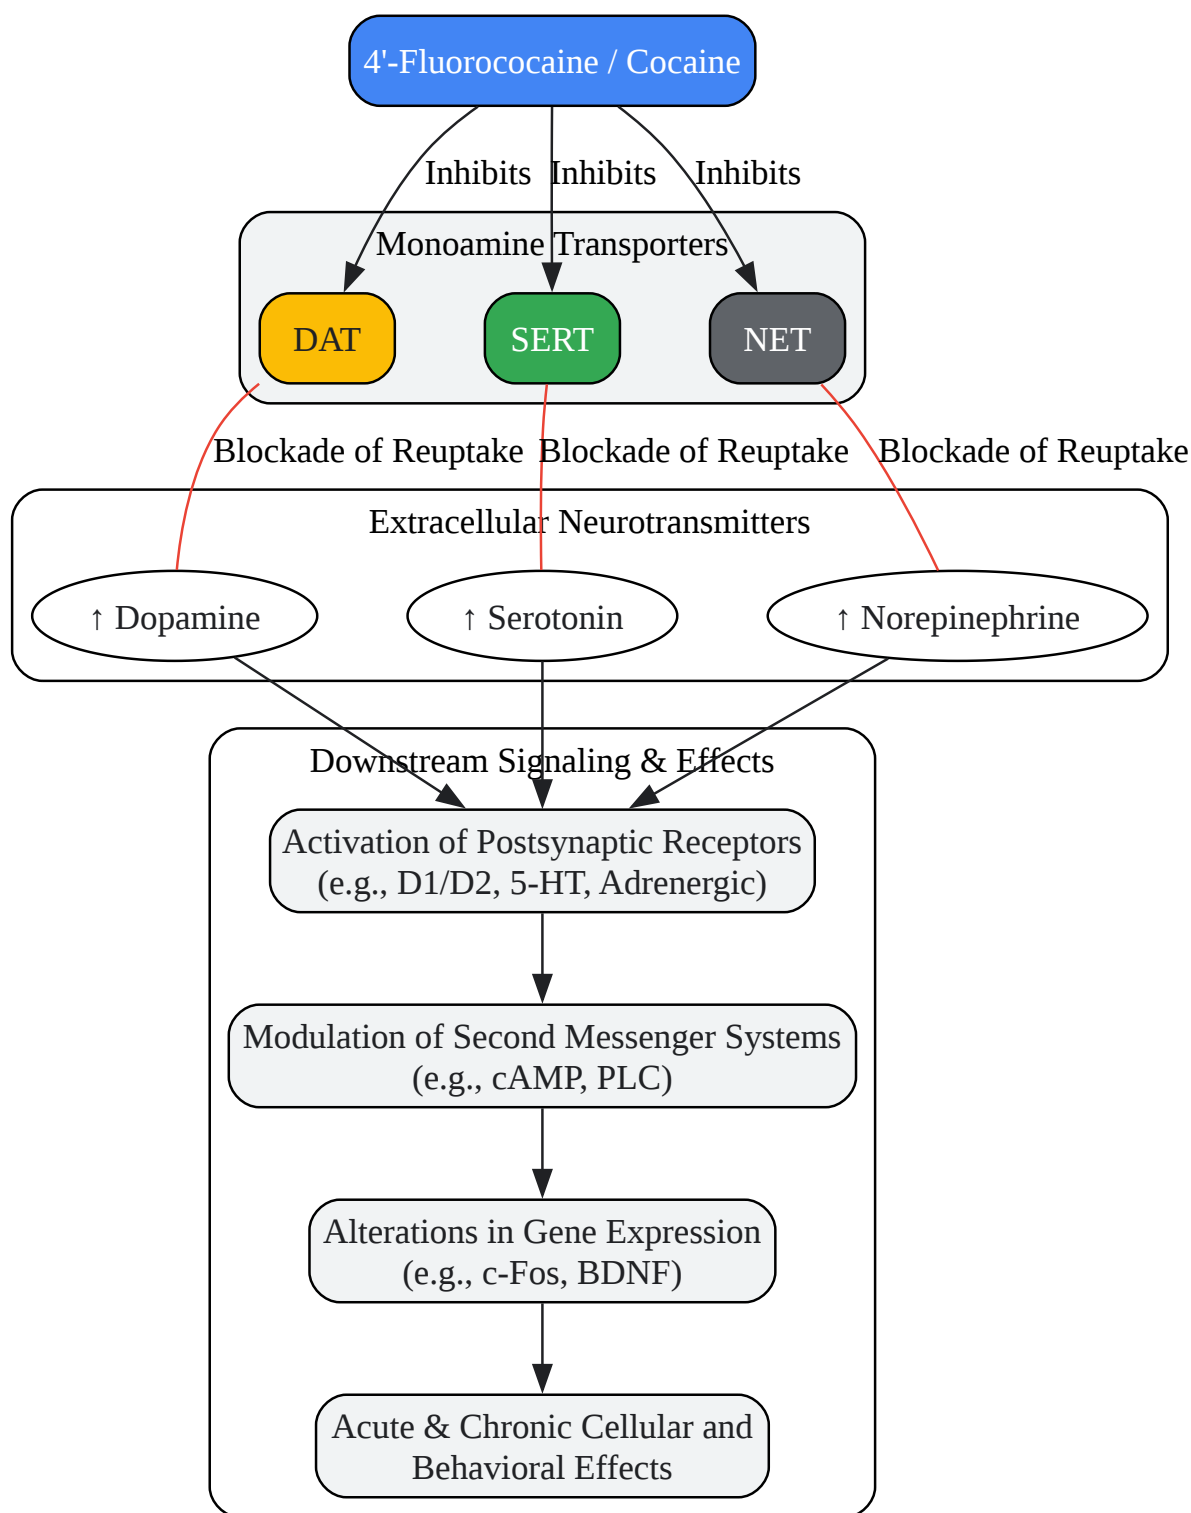 4'-Fluorococaine / Cocaine
Inhibits
Inhibits
Inhibits
Monoamine Transporters
DAT
SERT
NET
Blockade of Reuptake
Blockade of Reuptake
Blockade of Reuptake
Extracellular Neurotransmitters
↑ Dopamine
↑ Serotonin
↑ Norepinephrine
Downstream Signaling & Effects
Activation of Postsynaptic Receptors
(e.g., D1/D2, 5-HT, Adrenergic)
Modulation of Second Messenger Systems
(e.g., cAMP, PLC)
Alterations in Gene Expression
(e.g., c-Fos, BDNF)
Acute & Chronic Cellular and
Behavioral Effects